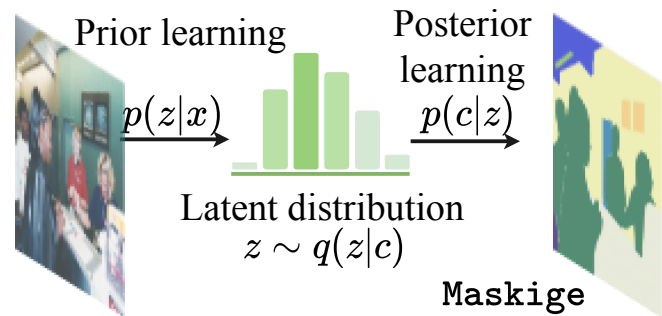 Prior learning
p(z|x)
Posterior
learning
p(c|z)
Latent distribution
z ∼ q(z|c)
Maskige